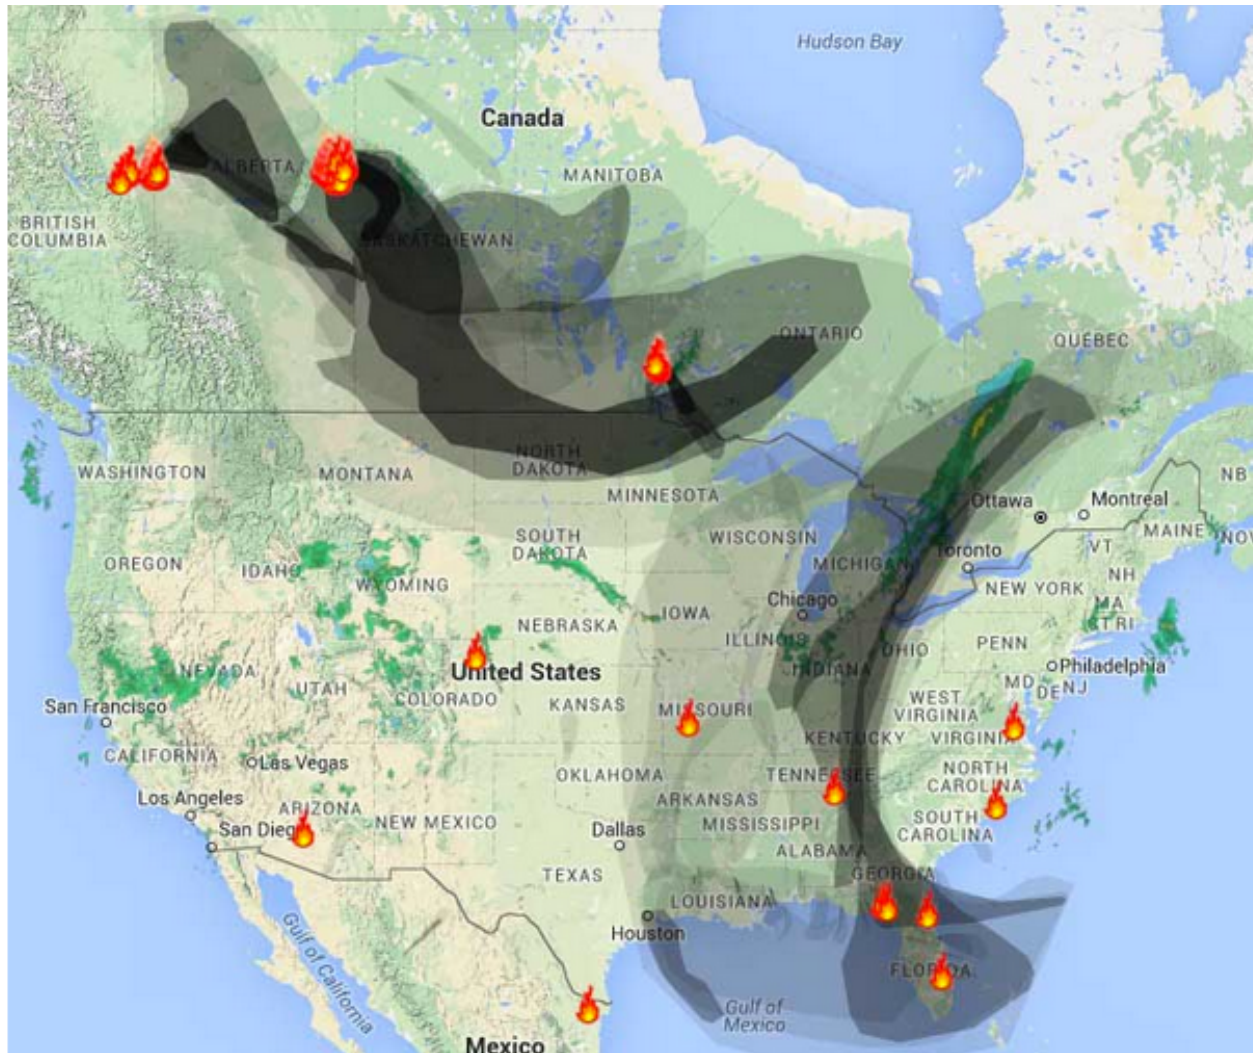 Hudson Bay
Canada
ALBERTA
MANITOBA
BRITISH
COLUMBIA
SASKATCHEWAN
ONTARIO
QUÉBEC
WASHINGTON
MONTANA
NORTH
DAKOTA
MINNESOTA
Ottawa
Montreal
NB
MAINE
NOV
OREGON
IDAHO
WYOMING
SOUTH
DAKOTA
WISCONSIN
MICHIGAN
Toronto
VT
NH
NEW YORK
MA
CT RI
Chicago
IOWA
NEBRASKA
ILLINOIS
INDIANA
OHIO
PENN
Philadelphia
NEVADA
UTAH
COLORADO
United States
MD
DE
NJ
San Francisco
KANSAS
MISSOURI
WEST
VIRGINIA
VIRGINIA
KENTUCKY
CALIFORNIA
Las Vegas
OKLAHOMA
TENNESSEE
NORTH
CAROLINA
Los Angeles
ARIZONA
NEW MEXICO
ARKANSAS
MISSISSIPPI
SOUTH
CAROLINA
San Diego
Dallas
ALABAMA
TEXAS
GEORGIA
LOUISIANA
Houston
Gulf of California
FLORIDA
Gulf of
Mexico
Mexico